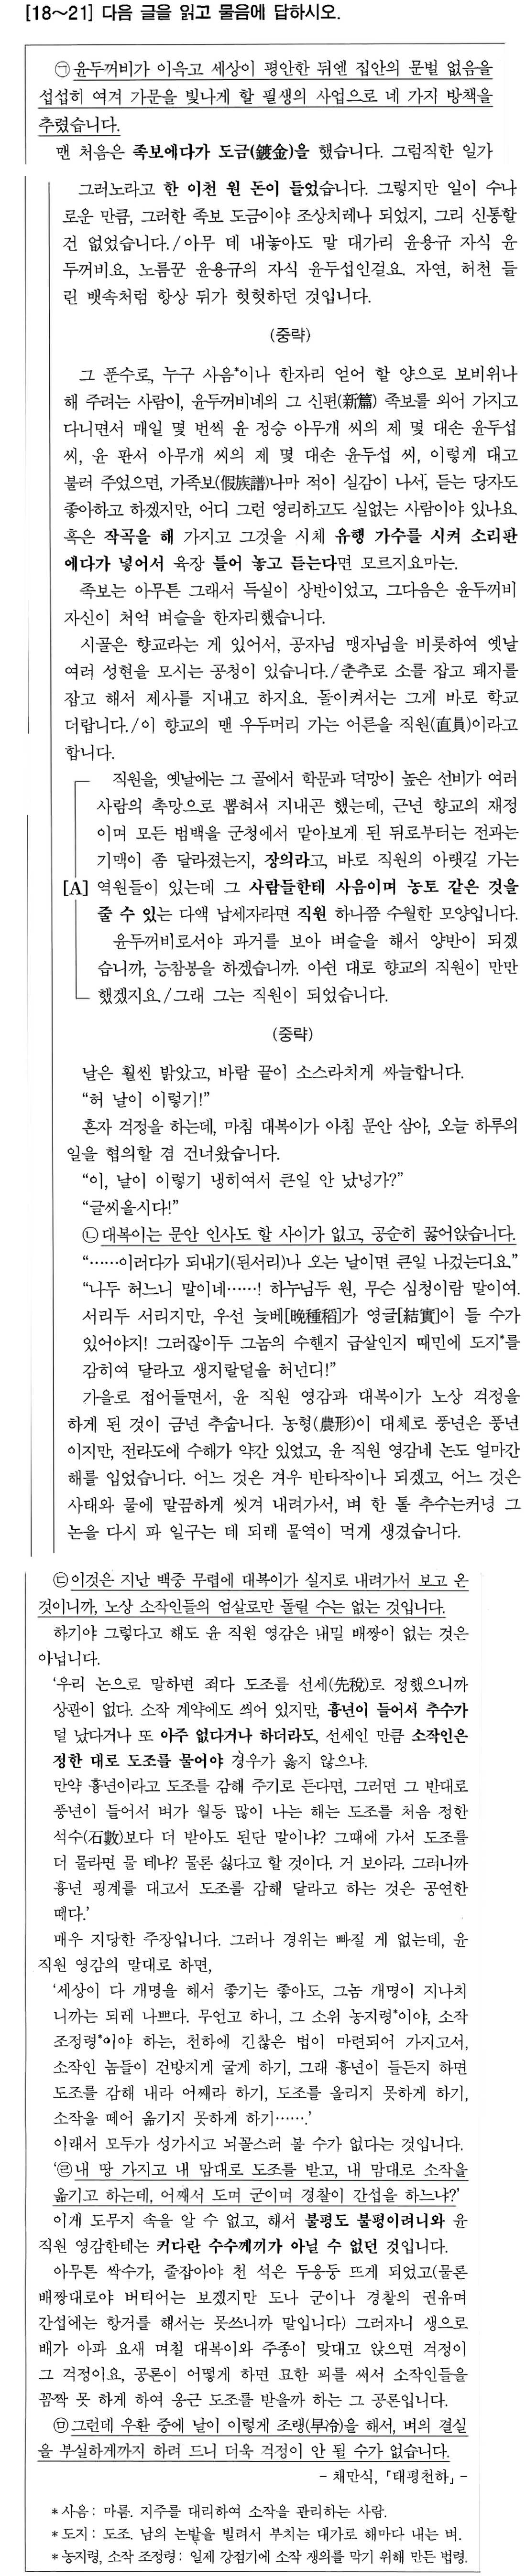 [18~21] 다음 글을 읽고 물음에 답하시오.
㉠윤두꺼비가 이윽고 세상이 평안한 뒤엔 집안의 문벌 없음을
섭섭히 여겨 가문을 빛나게 할 필생의 사업으로 네 가지 방책을
추렸습니다.
맨 처음은 족보에다가 도금(鍍金)을 했습니다. 그럼직한 일가
그러노라고 한 이천 원 돈이 들었습니다. 그렇지만 일이 수나
로운 만큼, 그러한 족보 도금이야 조상치레나 되었지, 그리 신통할
건 없었습니다./아무 데 내놓아도 말 대가리 윤용규 자식 윤
두꺼비요, 노름꾼 윤용규의 자식 윤두섭인걸요. 자연, 허천 들
린 뱃속처럼 항상 뒤가 헛헛하던 것입니다.
(중략)
그 푼수로, 누구 사음*이나 한자리 얻어 할 양으로 보비위나
해 주려는 사람이, 윤두꺼비네의 그 신편(新篇) 족보를 외어 가지고
다니면서 매일 몇 번씩 윤 정승 아무개 씨의 제 몇 대손 윤두섭
씨, 윤 판서 아무개 씨의 제 몇 대손 윤두섭 씨, 이렇게 대고
불러 주었으면, 가족보(假族譜)나마 적이 실감이 나서, 듣는 당자도
좋아하고 하겠지만, 어디 그런 영리하고도 실없는 사람이야 있나요.
혹은 작곡을 해 가지고 그것을 시체 유행 가수를 시켜 소리판
에다가 넣어서 육장 틀어 놓고 듣는다면 모르지요마는.
족보는 아무튼 그래서 득실이 상반이었고, 그다음은 윤두꺼비
자신이 처억 벼슬을 한자리했습니다.
시골은 향교라는 게 있어서, 공자님 맹자님을 비롯하여 옛날
여러 성현을 모시는 공청이 있습니다./춘추로 소를 잡고 돼지를
잡고 해서 제사를 지내고 하지요. 돌이켜서는 그게 바로 학교
더랍니다./이 향교의 맨 우두머리 가는 어른을 직원(直員)이라고
합니다.
직원을, 옛날에는 그 골에서 학문과 덕망이 높은 선비가 여러
사람의 촉망으로 뽑혀서 지내곤 했는데, 근년 향교의 재정
이며 모든 범백을 군청에서 맡아보게 된 뒤로부터는 전과는
기맥이 좀 달라졌는지, 장의라고, 바로 직원의 아랫길 가는
[A] 역원들이 있는데 그 사람들한테 사음이며 농토 같은 것을
줄 수 있는 다액 납세자라면 직원 하나쯤 수월한 모양입니다.
윤두꺼비로서야 과거를 보아 벼슬을 해서 양반이 되겠
습니까, 능참봉을 하겠습니까. 아쉰 대로 향교의 직원이 만만
했겠지요./그래 그는 직원이 되었습니다.
(중략)
날은 훨씬 밝았고, 바람 끝이 소스라치게 싸늘합니다.
“허 날이 이렇기!”
혼자 걱정을 하는데, 마침 대복이가 아침 문안 삼아, 오늘 하루의
일을 협의할 겸 건너왔습니다.
“이, 날이 이렇기 냉히여서 큰일 안 났넝가?”
“글씨올시다!”
㉡대복이는 문안 인사도 할 사이가 없고, 공순히 꿇어앉습니다.
“……이러다가 되내기(된서리)나 오는 날이면 큰일 나겄는디요.”
“나두 허느니 말이네……! 하누님두 원, 무슨 심청이람 말이여.
서리두 서리지만, 우선 늦베[晩種稻]가 영글[結實]이 들 수가
있어야지! 그러잖이두 그놈의 수핸지 급살인지 때민에 도지*를
감히여 달라고 생지랄덜을 허넌디!”
가을로 접어들면서, 윤 직원 영감과 대복이가 노상 걱정을
하게 된 것이 금년 추숩니다. 농형(農形)이 대체로 풍년은 풍년
이지만, 전라도에 수해가 약간 있었고, 윤 직원 영감네 논도 얼마간
해를 입었습니다. 어느 것은 겨우 반타작이나 되겠고, 어느 것은
사태와 물에 말끔하게 씻겨 내려가서, 벼 한 톨 추수는커녕 그
논을 다시 파 일구는 데 되레 물역이 먹게 생겼습니다.
㉢이것은 지난 백중 무렵에 대복이가 실지로 내려가서 보고 온
것이니까, 노상 소작인들의 엄살로만 돌릴 수는 없는 것입니다.
하기야 그렇다고 해도 윤 직원 영감은 내밀 배짱이 없는 것은
아닙니다.
‘우리 논으로 말하면 죄다 도조를 선세(先稅)로 정했으니까
상관이 없다. 소작 계약에도 씌어 있지만, 흉년이 들어서 추수가
덜 났다거나 또 아주 없다거나 하더라도, 선세인 만큼 소작인은
정한 대로 도조를 물어야 경우가 옳지 않으냐.
만약 흉년이라고 도조를 감해 주기로 든다면, 그러면 그 반대로
풍년이 들어서 벼가 월등 많이 나는 해는 도조를 처음 정한
석수(石數)보다 더 받아도 된단 말이냐? 그때에 가서 도조를
더 물라면 물 테냐? 물론 싫다고 할 것이다. 거 보아라. 그러니까
흉년 핑계를 대고서 도조를 감해 달라고 하는 것은 공연한
떼다.’
매우 지당한 주장입니다. 그러나 경위는 빠질 게 없는데, 윤
직원 영감의 말대로 하면,
‘세상이 다 개명을 해서 좋기는 좋아도, 그놈 개명이 지나치
니까는 되레 나쁘다. 무언고 하니, 그 소위 농지령*이야, 소작
조정령*이야 하는, 천하에 긴찮은 법이 마련되어 가지고서,
소작인 놈들이 건방지게 굴게 하기, 그래 흉년이 들든지 하면
도조를 감해 내라 어쩨라 하기, 도조를 올리지 못하게 하기,
소작을 떼어 옮기지 못하게 하기…….’
이래서 모두가 성가시고 뇌꼴스러 볼 수가 없다는 것입니다.
‘㉣내 땅 가지고 내 맘대로 도조를 받고, 내 맘대로 소작을
옮기고 하는데, 어째서 도며 군이며 경찰이 간섭을 하느냐?’
이게 도무지 속을 알 수 없고, 해서 불평도 불평이려니와 윤
직원 영감한테는 커다란 수수께끼가 아닐 수 없던 것입니다.
아무튼 싹수가, 줄잡아야 천 석은 두웅둥 뜨게 되었고(물론
배짱대로야 버티어는 보겠지만 도나 군이나 경찰의 권유며
간섭에는 항거를 해서는 못쓰니까 말입니다) 그러자니 생으로
배가 아파 요새 며칠 대복이와 주종이 맞대고 앉으면 걱정이
그 걱정이요, 공론이 어떻게 하면 묘한 꾀를 써서 소작인들을
꼼짝 못 하게 하여 옹근 도조를 받을까 하는 그 공론입니다.
㉤그런데 우환 중에 날이 이렇게 조랭(早冷)을 해서, 벼의 결실
을 부실하게까지 하려 드니 더욱 걱정이 안 될 수가 없습니다.
- 채만식, 「태평천하」 -
*사음: 마름. 지주를 대리하여 소작을 관리하는 사람.
*도지: 도조. 남의 논밭을 빌려서 부치는 대가로 해마다 내는 벼.
*농지령, 소작 조정령: 일제 강점기에 소작 쟁의를 막기 위해 만든 법령.